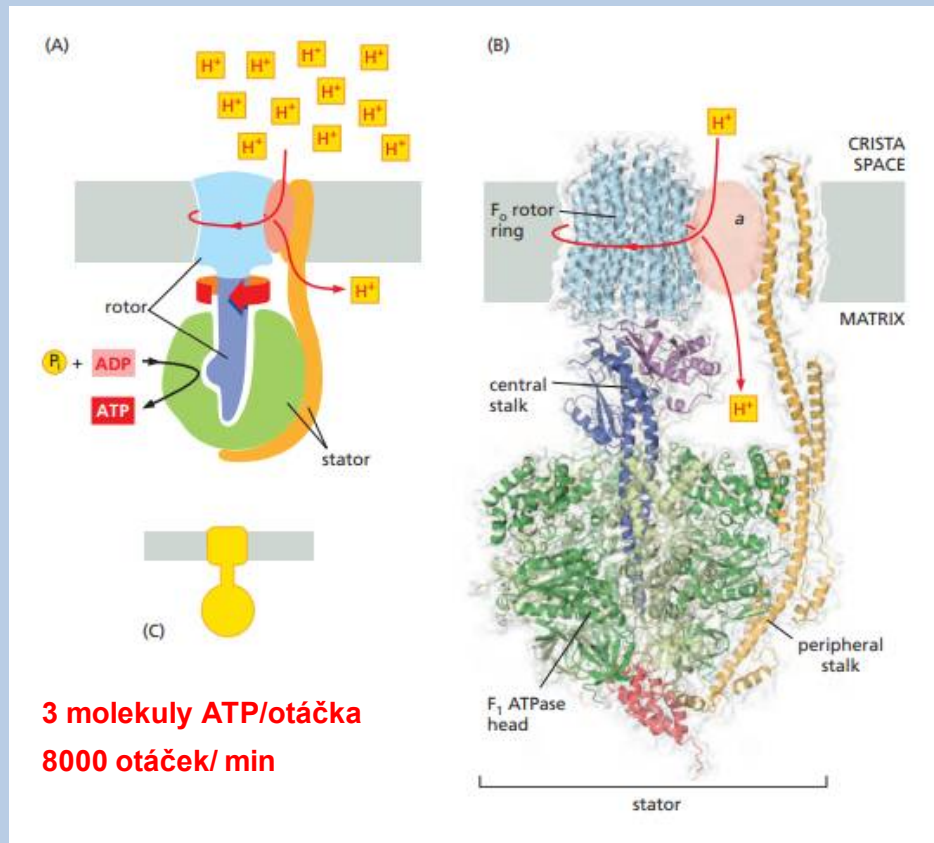 (A)
H+
H+
H+
H+
H+
H+
H+
H+
H+
H+
H+
H+
rotor
Pi + ADP
ATP
stator
(C)
3 molekuly ATP/otáčka
8000 otáček/ min
(B)
H+
CRISTA
SPACE
Fo rotor
ring
a
MATRIX
central
stalk
H+
peripheral
stalk
F1 ATPase
head
stator